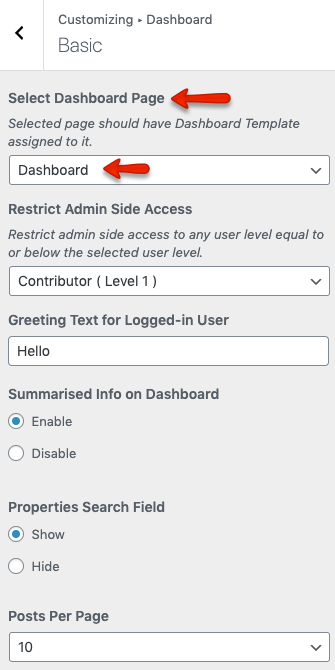 Customizing ▸ Dashboard
Basic
Select Dashboard Page
Selected page should have Dashboard Template
assigned to it.
Dashboard
Restrict Admin Side Access
Restrict admin side access to any user level equal to
or below the selected user level.
Contributor ( Level 1 )
Greeting Text for Logged-in User
Hello
Summarised Info on Dashboard
Enable
Disable
Properties Search Field
Show
Hide
Posts Per Page
10